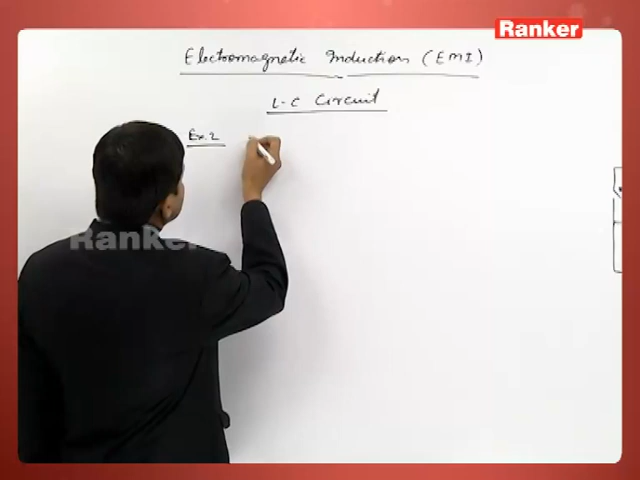 Ranker
Electromagnetic Induction (EMI)
L-C Circuit
Ex. 2
Ranker